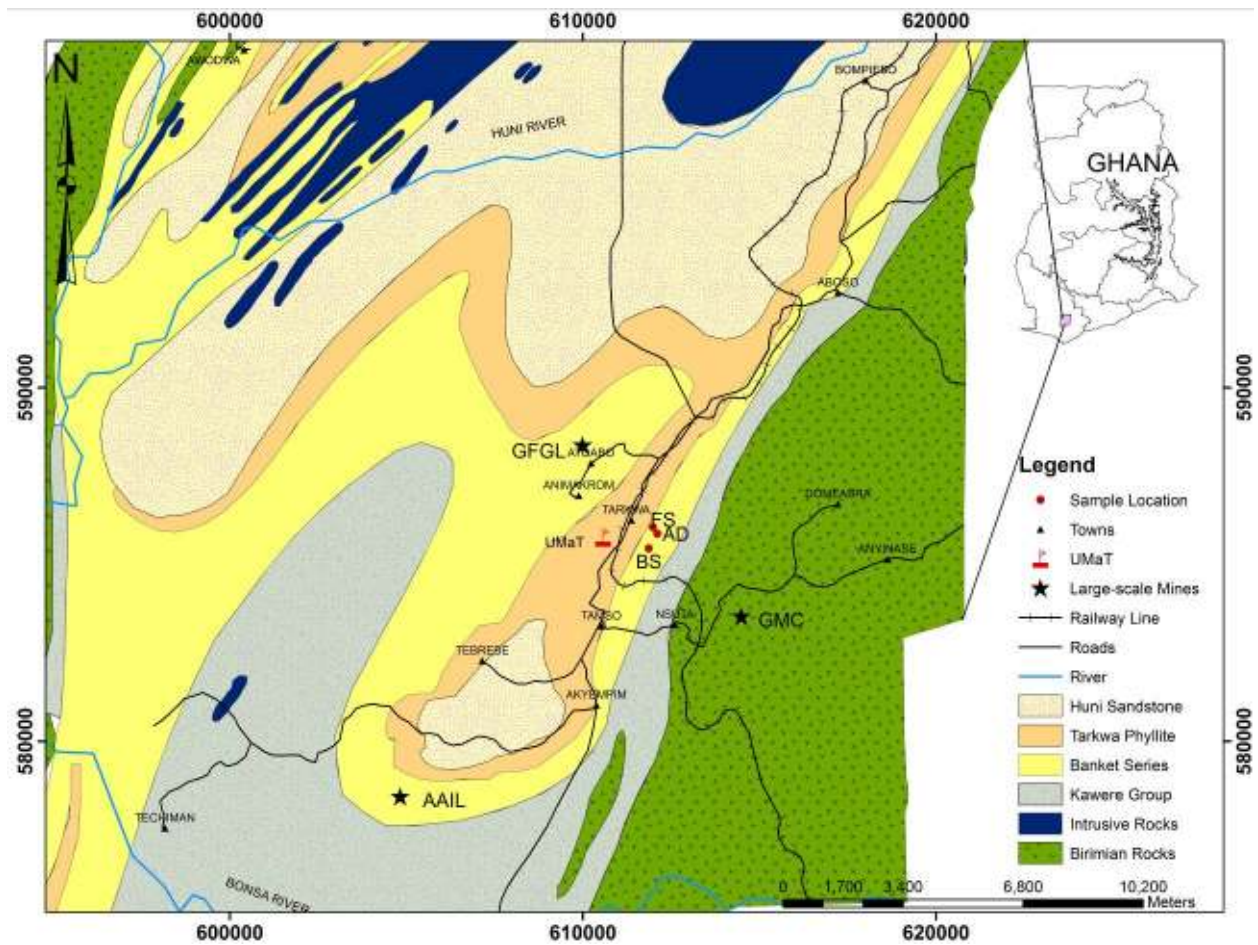 600000
610000
620000
N
AWODWA
BOMPIESO
HUNI RIVER
GHANA
ABOSO
590000
590000
GFGL
ANIMAKROM
TARKWA
FS
AD
UMaT
BS
DOMEABRA
ANYINASE
TAMSO
NSUTA
GMC
TEBREBE
AKYEMPIM
580000
580000
AAIL
TECHIMAN
BONSA RIVER
Legend
Sample Location
Towns
UMaT
Large-scale Mines
Railway Line
Roads
River
Huni Sandstone
Tarkwa Phyllite
Banket Series
Kawere Group
Intrusive Rocks
Birimian Rocks
0 1,700 3,400 6,800 10,200
Meters
600000
610000
620000